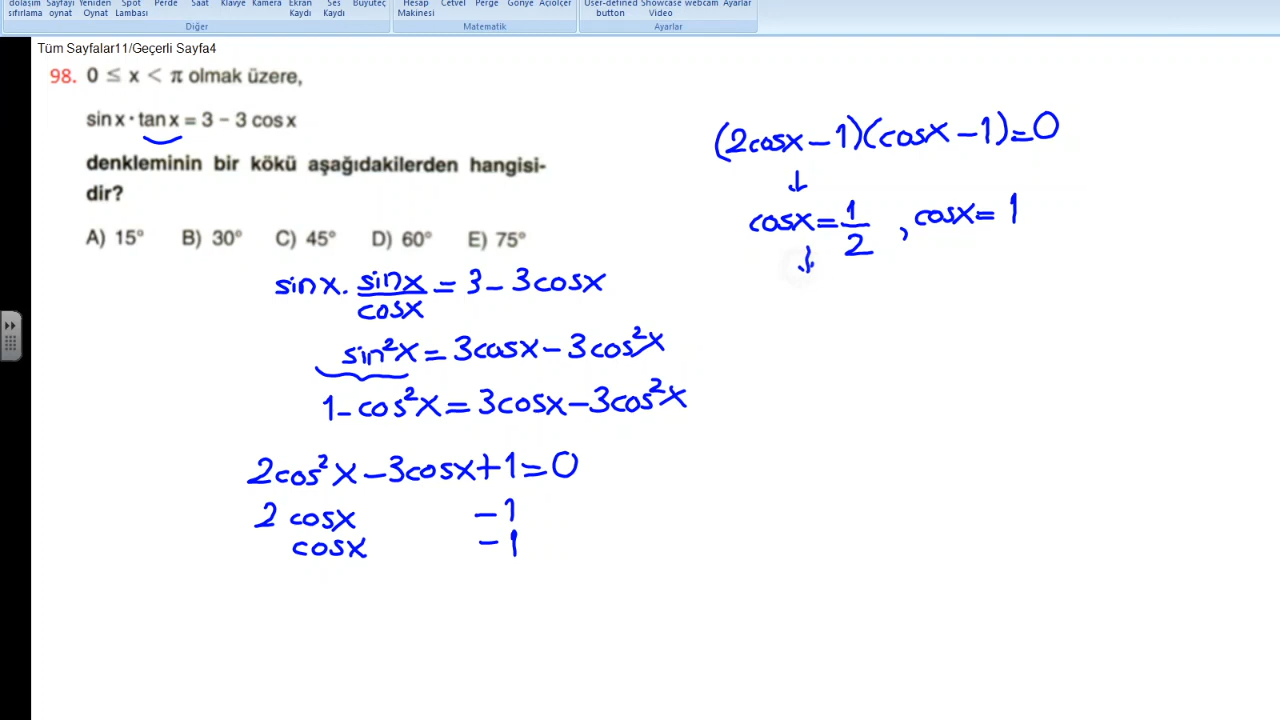 dolaşım Sayfayı Yeniden Spot Perde Saat Klavye Kamera Ekran Ses Büyüteç Hesap Cetvel Perge Gönye Açıölçer User-defined Showcase webcam Ayarlar
sıfırlama oynat Oynat Lambası Kaydı Kaydı Makinesi button Video
Diğer Matematik Ayarlar
Tüm Sayfalar11/Geçerli Sayfa4
98. 0 ≤ x < π olmak üzere,
sin x · tan x = 3 − 3 cos x
denkleminin bir kökü aşağıdakilerden hangisi-
dir?
A) 15° B) 30° C) 45° D) 60° E) 75°
sinx. sinx/cosx = 3 - 3cosx
sin²x = 3cosx - 3cos²x
1 - cos²x = 3cosx - 3cos²x
2cos²x - 3cosx + 1 = 0
2 cosx -1
cosx -1
(2cosx - 1)(cosx - 1) = 0
↓
cosx = 1/2 , cosx = 1
↓